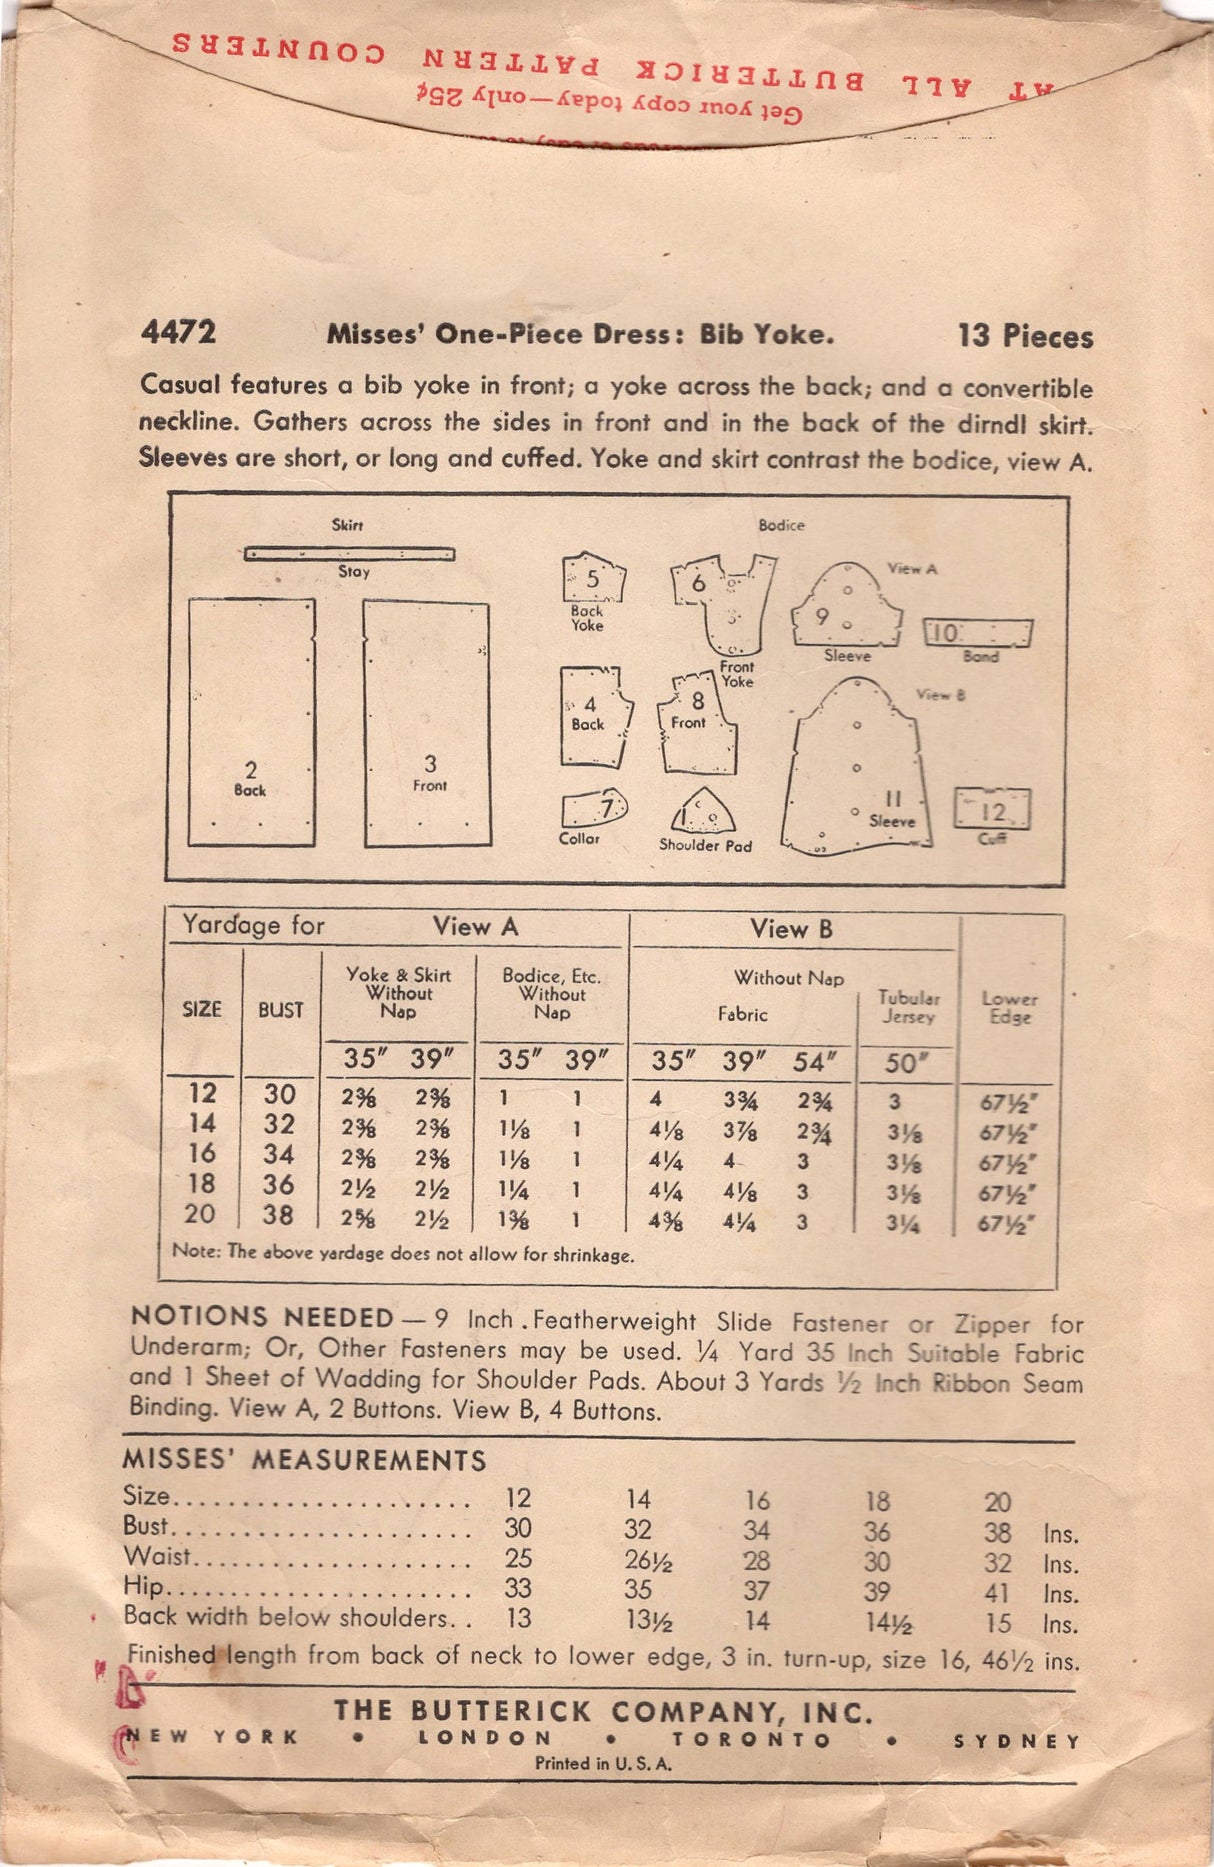 AT ALL BUTTERICK PATTERN COUNTERS
Get your copy today—only 25¢
4472 Misses' One-Piece Dress: Bib Yoke. 13 Pieces
Casual features a bib yoke in front; a yoke across the back; and a convertible
neckline. Gathers across the sides in front and in the back of the dirndl skirt.
Sleeves are short, or long and cuffed. Yoke and skirt contrast the bodice, view A.
Skirt
Stay
2
Back
3
Front
Bodice
5
Back
Yoke
6
Front
Yoke
View A
9
Sleeve
10
Band
4
Back
8
Front
View B
7
Collar
1
Shoulder Pad
11
Sleeve
12
Cuff
Yardage for View A View B
SIZE BUST Yoke & Skirt Without Nap Bodice, Etc. Without Nap Without Nap Fabric Tubular Jersey Lower Edge
35" 39" 35" 39" 35" 39" 54" 50"
12 30 2⅜ 2⅜ 1 1 4 3¾ 2¾ 3 67½"
14 32 2⅜ 2⅜ 1⅛ 1 4⅛ 3⅞ 2¾ 3⅛ 67½"
16 34 2⅜ 2⅜ 1⅛ 1 4¼ 4 3 3⅛ 67½"
18 36 2½ 2½ 1¼ 1 4¼ 4⅛ 3 3⅛ 67½"
20 38 2⅝ 2½ 1⅜ 1 4⅜ 4¼ 3 3¼ 67½"
Note: The above yardage does not allow for shrinkage.
NOTIONS NEEDED — 9 Inch . Featherweight Slide Fastener or Zipper for
Underarm; Or, Other Fasteners may be used. ¼ Yard 35 Inch Suitable Fabric
and 1 Sheet of Wadding for Shoulder Pads. About 3 Yards ½ Inch Ribbon Seam
Binding. View A, 2 Buttons. View B, 4 Buttons.
MISSES' MEASUREMENTS
Size........................ 12 14 16 18 20
Bust........................ 30 32 34 36 38 Ins.
Waist...................... 25 26½ 28 30 32 Ins.
Hip......................... 33 35 37 39 41 Ins.
Back width below shoulders. . 13 13½ 14 14½ 15 Ins.
Finished length from back of neck to lower edge, 3 in. turn-up, size 16, 46½ ins.
THE BUTTERICK COMPANY, INC.
NEW YORK • LONDON • TORONTO • SYDNEY
Printed in U. S. A.